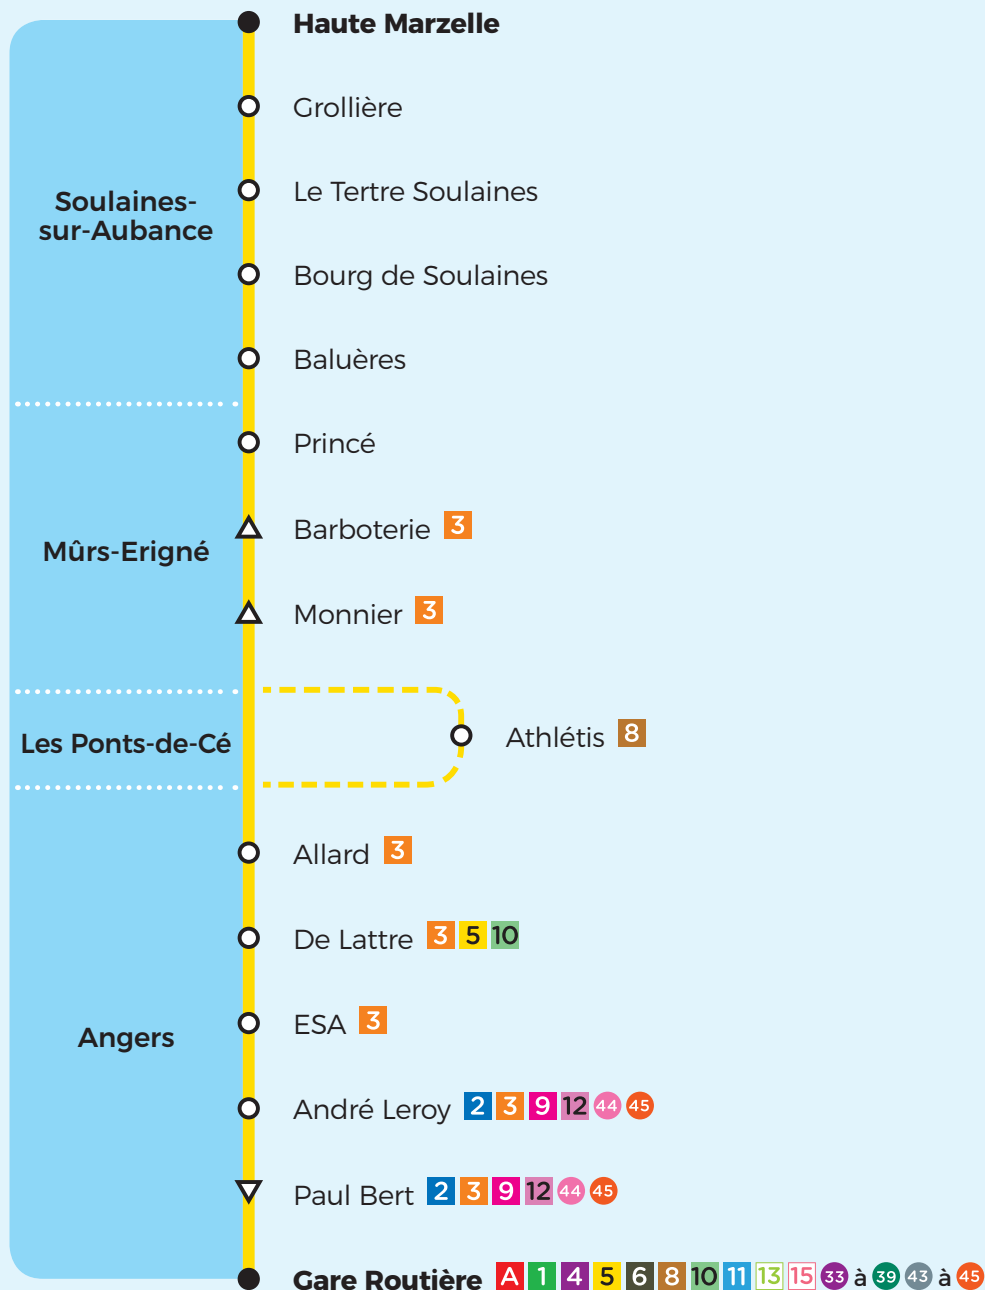 Haute Marzelle
Grollière
Le Tertre Soulaines
Soulaines-
sur-Aubance
Bourg de Soulaines
Baluères
Princé
Barboterie 3
Mûrs-Erigné
Monnier 3
Les Ponts-de-Cé
Athlétis 8
Allard 3
De Lattre 3 5 10
ESA 3
Angers
André Leroy 2 3 9 12 44 45
Paul Bert 2 3 9 12 44 45
Gare Routière A 1 4 5 6 8 10 11 13 15 33 à 39 43 à 45